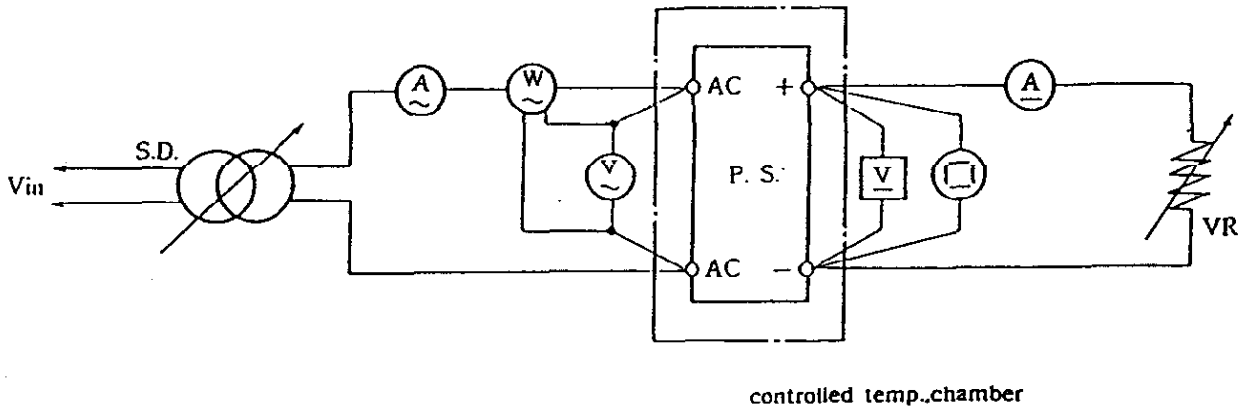 Vin
S.D.
A
W
V
AC
AC
P. S.
+
−
V
A
VR
controlled temp.,chamber